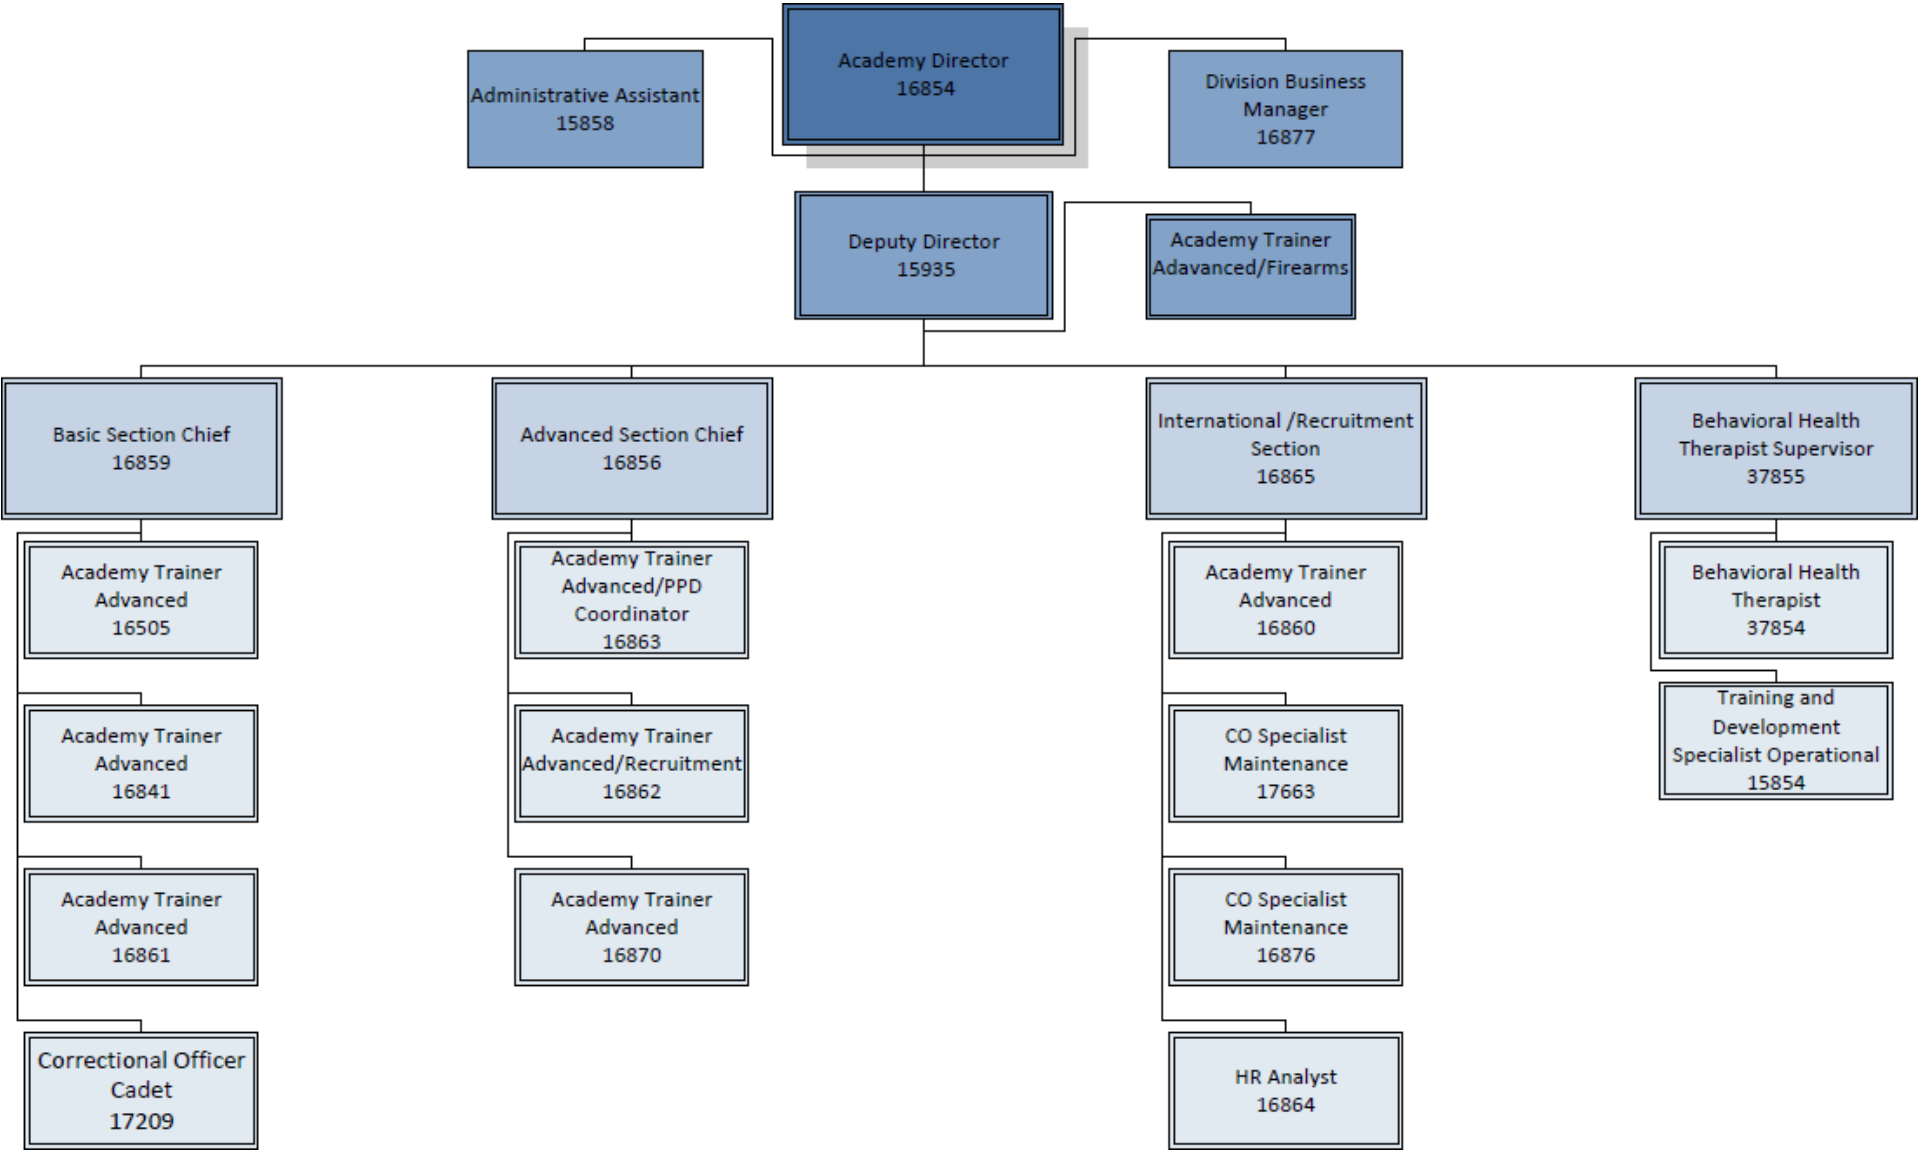 Academy Director
16854
Administrative Assistant
15858
Division Business
Manager
16877
Deputy Director
15935
Academy Trainer
Adavanced/Firearms
Basic Section Chief
16859
Advanced Section Chief
16856
International /Recruitment
Section
16865
Behavioral Health
Therapist Supervisor
37855
Academy Trainer
Advanced
16505
Academy Trainer
Advanced
16841
Academy Trainer
Advanced
16861
Correctional Officer
Cadet
17209
Academy Trainer
Advanced/PPD
Coordinator
16863
Academy Trainer
Advanced/Recruitment
16862
Academy Trainer
Advanced
16870
Academy Trainer
Advanced
16860
CO Specialist
Maintenance
17663
CO Specialist
Maintenance
16876
HR Analyst
16864
Behavioral Health
Therapist
37854
Training and
Development
Specialist Operational
15854